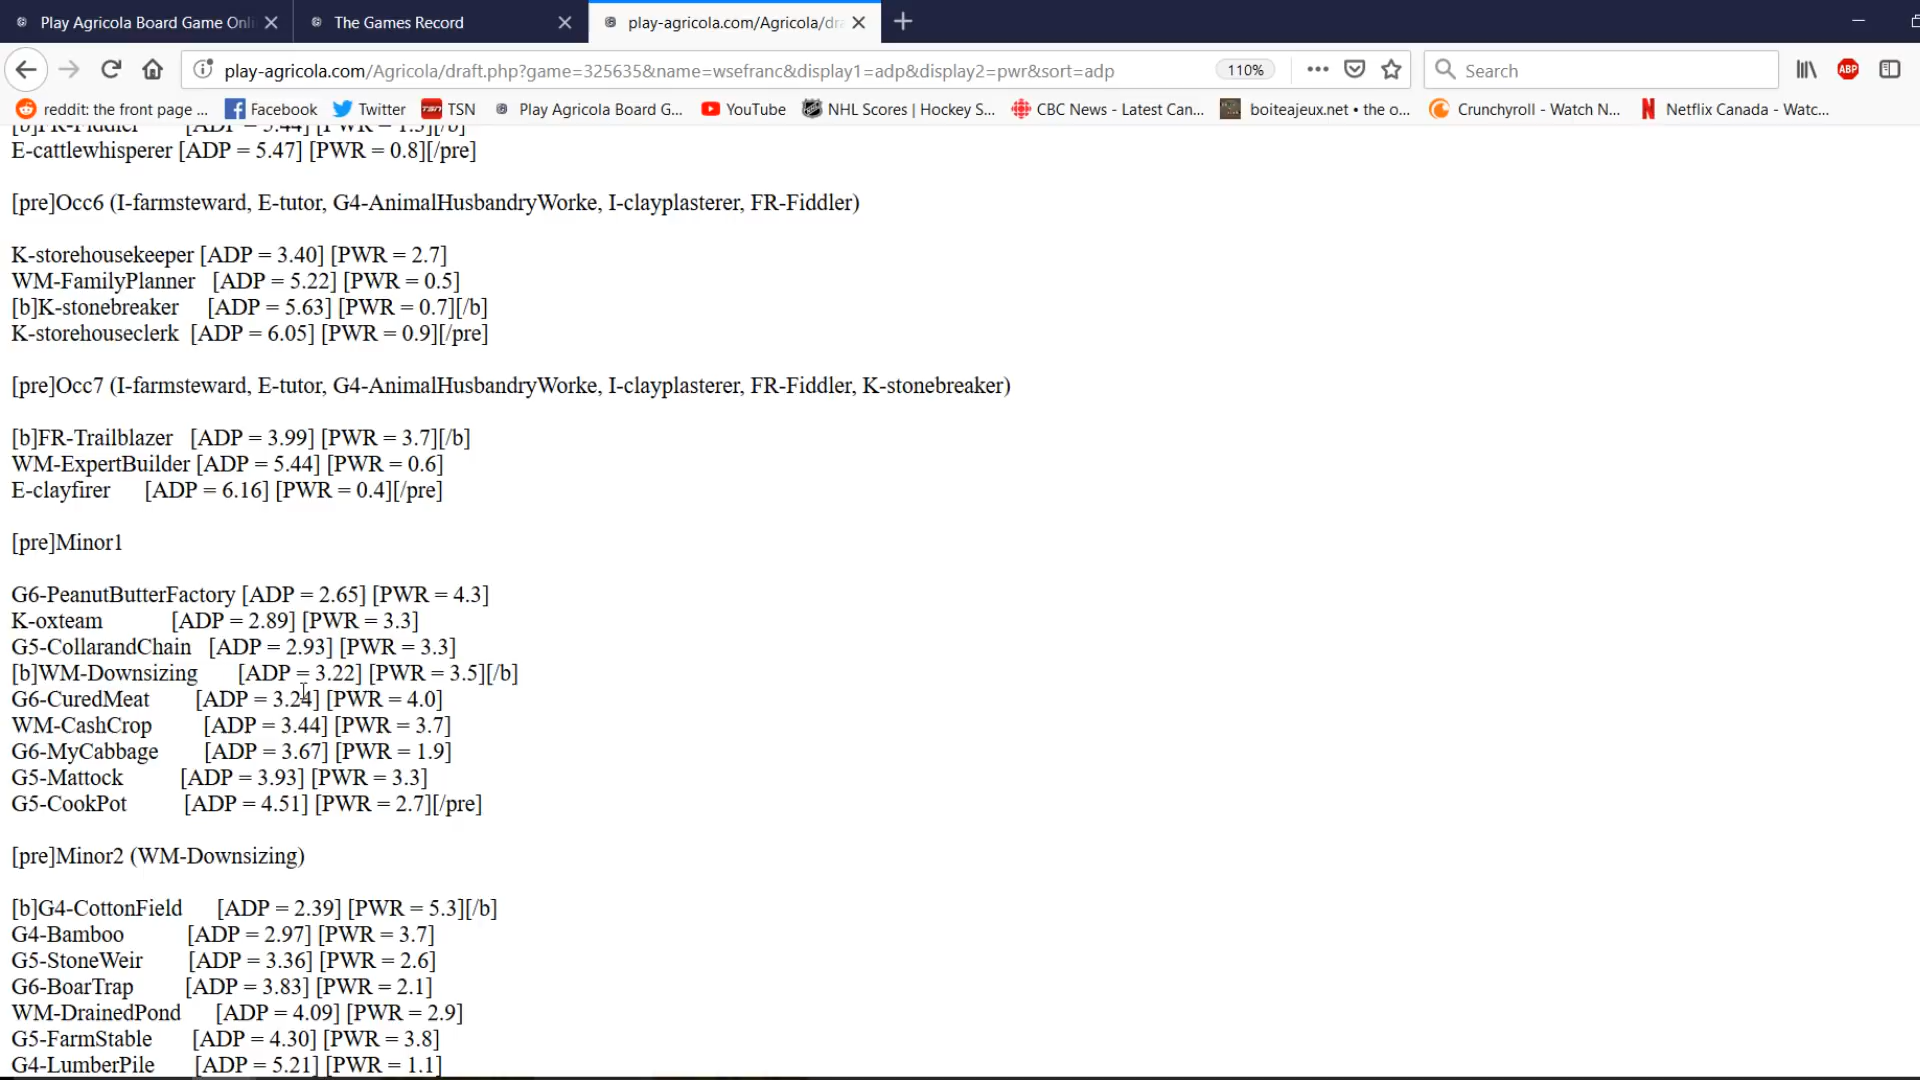 Play Agricola Board Game Onli
The Games Record
play-agricola.com/Agricola/dra
play-agricola.com/Agricola/draft.php?game=325635&name=wsefranc&display1=adp&display2=pwr&sort=adp
110%
Search
ABP
reddit: the front page ...
Facebook
Twitter
TSN
TSN
Play Agricola Board G...
YouTube
NHL Scores | Hockey S...
CBC News - Latest Can...
boiteajeux.net • the o...
Crunchyroll - Watch N...
Netflix Canada - Watc...
[b]FR-Fiddler [ADP = 5.44] [PWR = 1.5][/b]
E-cattlewhisperer [ADP = 5.47] [PWR = 0.8][/pre]
[pre]Occ6 (I-farmsteward, E-tutor, G4-AnimalHusbandryWorke, I-clayplasterer, FR-Fiddler)
K-storehousekeeper [ADP = 3.40] [PWR = 2.7]
WM-FamilyPlanner [ADP = 5.22] [PWR = 0.5]
[b]K-stonebreaker [ADP = 5.63] [PWR = 0.7][/b]
K-storehouseclerk [ADP = 6.05] [PWR = 0.9][/pre]
[pre]Occ7 (I-farmsteward, E-tutor, G4-AnimalHusbandryWorke, I-clayplasterer, FR-Fiddler, K-stonebreaker)
[b]FR-Trailblazer [ADP = 3.99] [PWR = 3.7][/b]
WM-ExpertBuilder [ADP = 5.44] [PWR = 0.6]
E-clayfirer [ADP = 6.16] [PWR = 0.4][/pre]
[pre]Minor1
G6-PeanutButterFactory [ADP = 2.65] [PWR = 4.3]
K-oxteam [ADP = 2.89] [PWR = 3.3]
G5-CollarandChain [ADP = 2.93] [PWR = 3.3]
[b]WM-Downsizing [ADP = 3.22] [PWR = 3.5][/b]
G6-CuredMeat [ADP = 3.24] [PWR = 4.0]
WM-CashCrop [ADP = 3.44] [PWR = 3.7]
G6-MyCabbage [ADP = 3.67] [PWR = 1.9]
G5-Mattock [ADP = 3.93] [PWR = 3.3]
G5-CookPot [ADP = 4.51] [PWR = 2.7][/pre]
[pre]Minor2 (WM-Downsizing)
[b]G4-CottonField [ADP = 2.39] [PWR = 5.3][/b]
G4-Bamboo [ADP = 2.97] [PWR = 3.7]
G5-StoneWeir [ADP = 3.36] [PWR = 2.6]
G6-BoarTrap [ADP = 3.83] [PWR = 2.1]
WM-DrainedPond [ADP = 4.09] [PWR = 2.9]
G5-FarmStable [ADP = 4.30] [PWR = 3.8]
G4-LumberPile [ADP = 5.21] [PWR = 1.1]